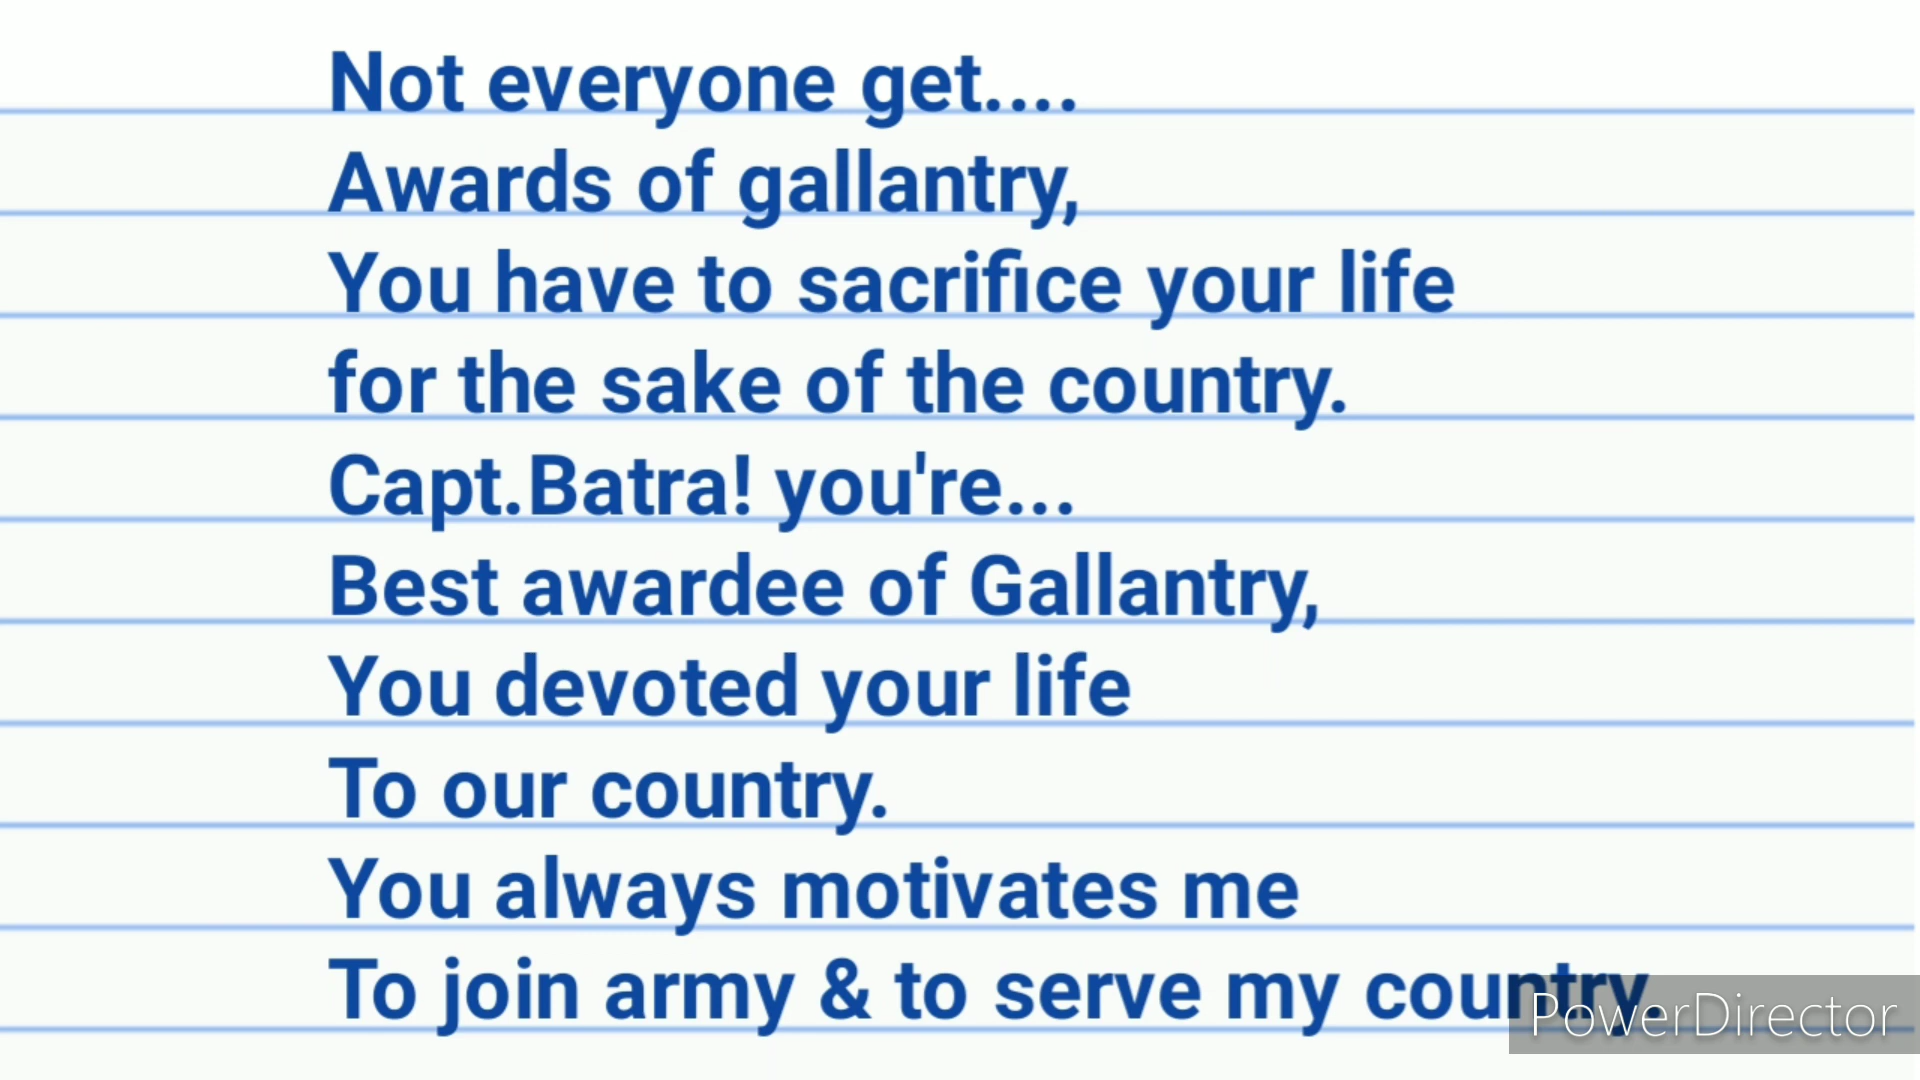 Not everyone get....
Awards of gallantry,
You have to sacrifice your life
for the sake of the country.
Capt.Batra! you're...
Best awardee of Gallantry,
You devoted your life
To our country.
You always motivates me
To join army & to serve my country.
PowerDirector